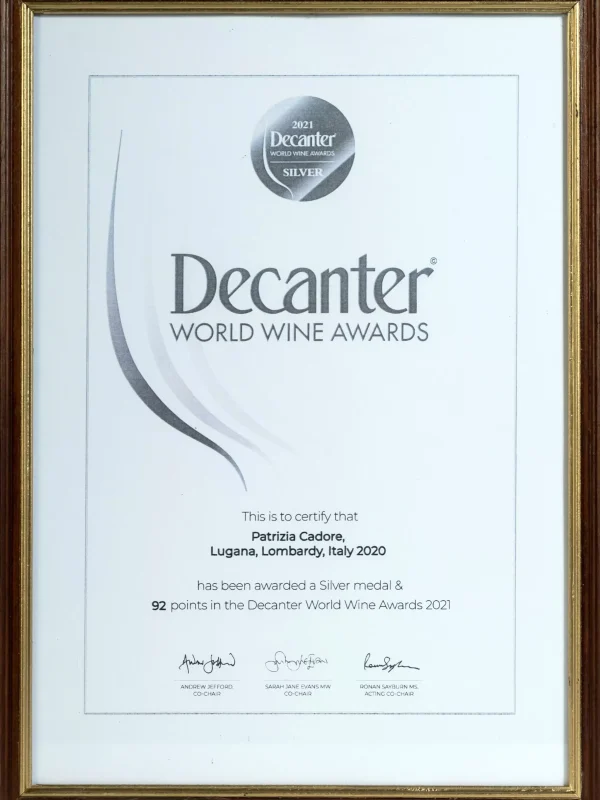 2021
Decanter
WORLD WINE AWARDS
SILVER
Decanter©
WORLD WINE AWARDS
This is to certify that
Patrizia Cadore,
Lugana, Lombardy, Italy 2020
has been awarded a Silver medal &
92 points in the Decanter World Wine Awards 2021
ANDREW JEFFORD, SARAH JANE EVANS MW RONAN SAYBURN MS,
CO-CHAIR CO-CHAIR ACTING CO-CHAIR